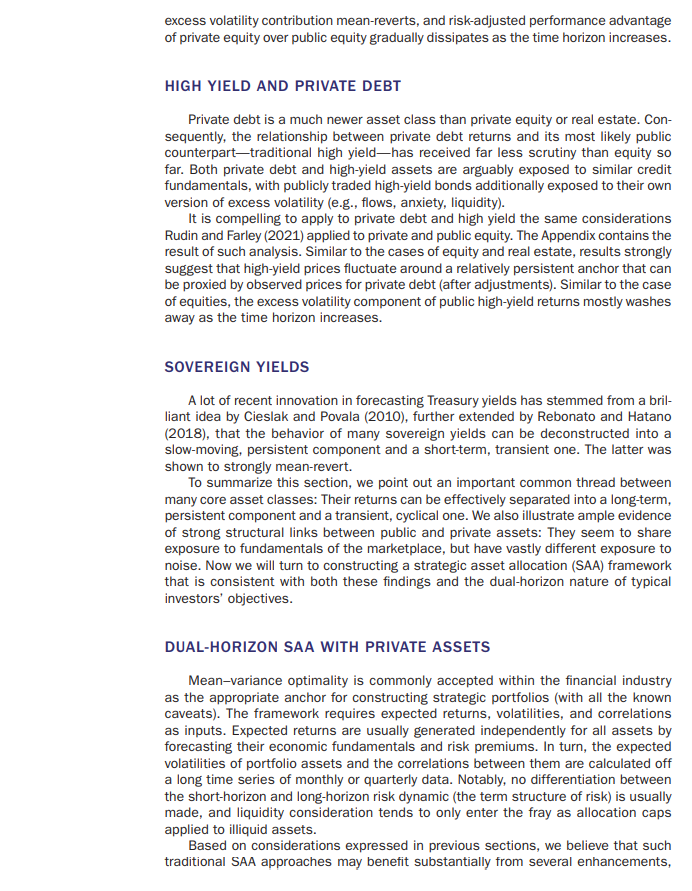 excess volatility contribution mean-reverts, and risk-adjusted performance advantage
of private equity over public equity gradually dissipates as the time horizon increases.
HIGH YIELD AND PRIVATE DEBT
Private debt is a much newer asset class than private equity or real estate. Con-
sequently, the relationship between private debt returns and its most likely public
counterpart—traditional high yield—has received far less scrutiny than equity so
far. Both private debt and high-yield assets are arguably exposed to similar credit
fundamentals, with publicly traded high-yield bonds additionally exposed to their own
version of excess volatility (e.g., flows, anxiety, liquidity).
It is compelling to apply to private debt and high yield the same considerations
Rudin and Farley (2021) applied to private and public equity. The Appendix contains the
result of such analysis. Similar to the cases of equity and real estate, results strongly
suggest that high-yield prices fluctuate around a relatively persistent anchor that can
be proxied by observed prices for private debt (after adjustments). Similar to the case
of equities, the excess volatility component of public high-yield returns mostly washes
away as the time horizon increases.
SOVEREIGN YIELDS
A lot of recent innovation in forecasting Treasury yields has stemmed from a bril-
liant idea by Cieslak and Povala (2010), further extended by Rebonato and Hatano
(2018), that the behavior of many sovereign yields can be deconstructed into a
slow-moving, persistent component and a short-term, transient one. The latter was
shown to strongly mean-revert.
To summarize this section, we point out an important common thread between
many core asset classes: Their returns can be effectively separated into a long-term,
persistent component and a transient, cyclical one. We also illustrate ample evidence
of strong structural links between public and private assets: They seem to share
exposure to fundamentals of the marketplace, but have vastly different exposure to
noise. Now we will turn to constructing a strategic asset allocation (SAA) framework
that is consistent with both these findings and the dual-horizon nature of typical
investors’ objectives.
DUAL-HORIZON SAA WITH PRIVATE ASSETS
Mean–variance optimality is commonly accepted within the financial industry
as the appropriate anchor for constructing strategic portfolios (with all the known
caveats). The framework requires expected returns, volatilities, and correlations
as inputs. Expected returns are usually generated independently for all assets by
forecasting their economic fundamentals and risk premiums. In turn, the expected
volatilities of portfolio assets and the correlations between them are calculated off
a long time series of monthly or quarterly data. Notably, no differentiation between
the short-horizon and long-horizon risk dynamic (the term structure of risk) is usually
made, and liquidity consideration tends to only enter the fray as allocation caps
applied to illiquid assets.
Based on considerations expressed in previous sections, we believe that such
traditional SAA approaches may benefit substantially from several enhancements,